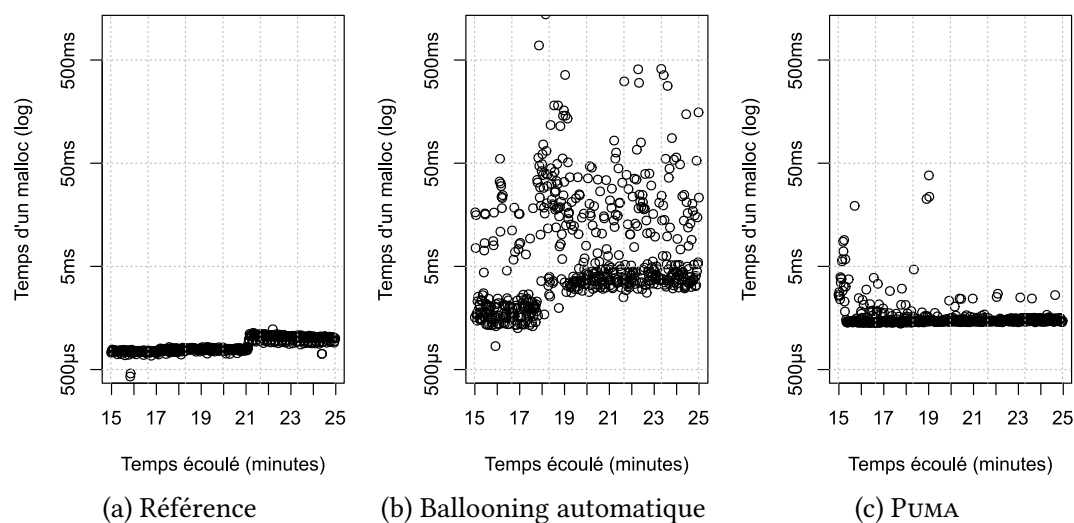 Temps d'un malloc (log)
500ms
50ms
5ms
500µs
15 17 19 21 23 25
Temps écoulé (minutes)
(a) Référence
Temps d'un malloc (log)
500ms
50ms
5ms
500µs
15 17 19 21 23 25
Temps écoulé (minutes)
(b) Ballooning automatique
Temps d'un malloc (log)
500ms
50ms
5ms
500µs
15 17 19 21 23 25
Temps écoulé (minutes)
(c) PUMA